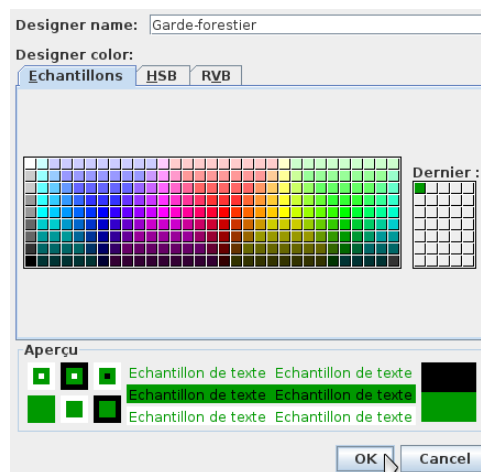 Designer name: Garde-forestier
Designer color:
Echantillons HSB RVB
Dernier :
Aperçu
Echantillon de texte Echantillon de texte
Echantillon de texte Echantillon de texte
Echantillon de texte Echantillon de texte
OK Cancel